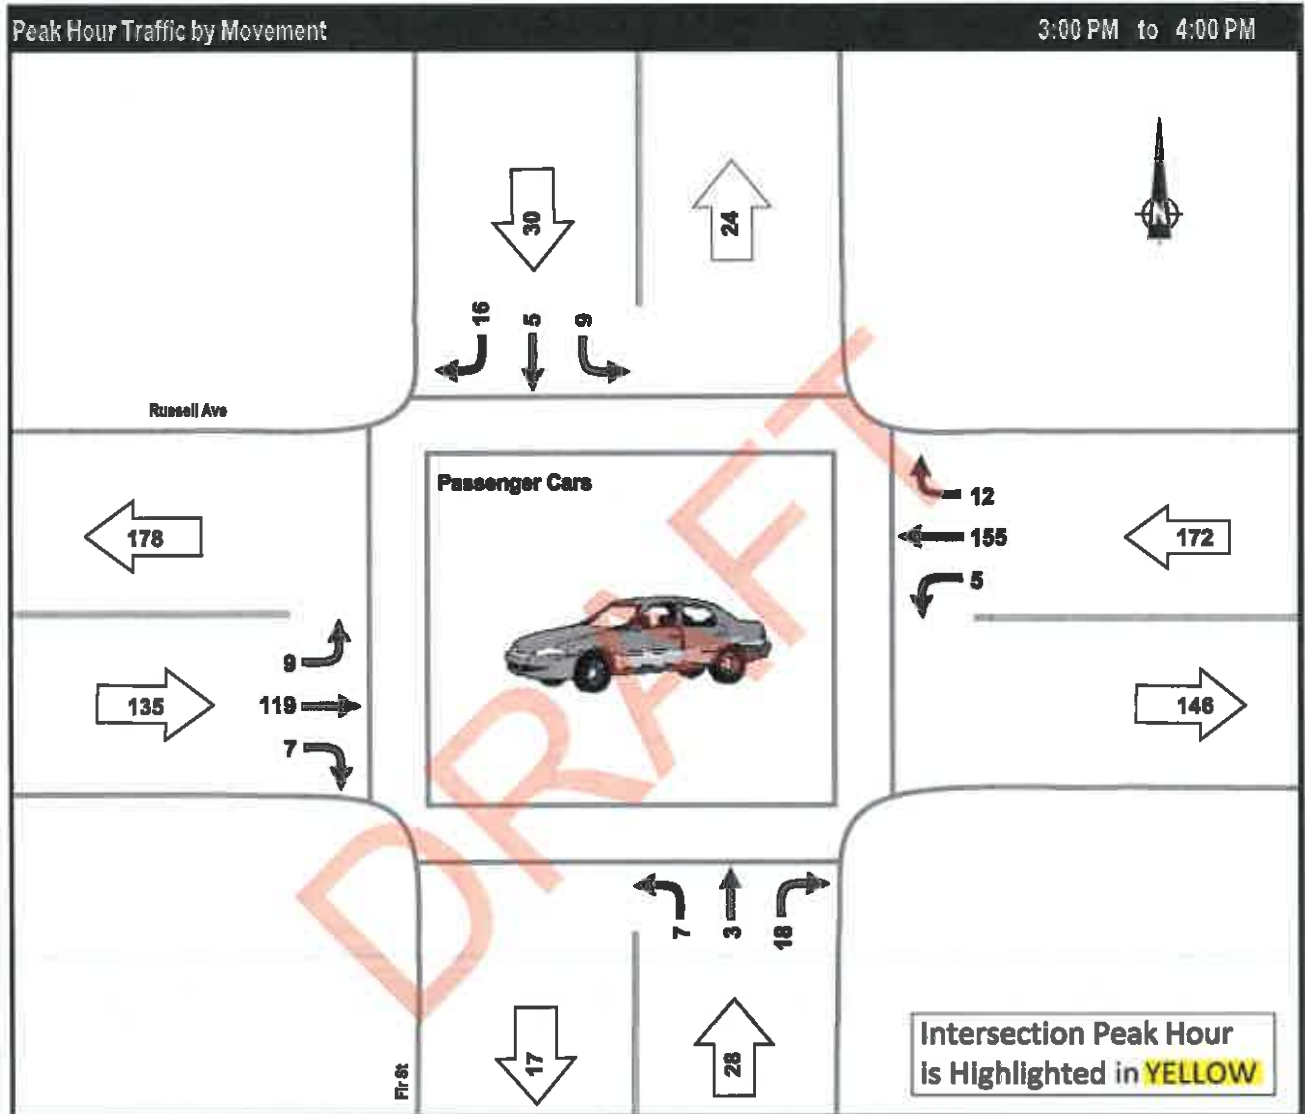 Peak Hour Traffic by Movement 3:00 PM to 4:00 PM
30
24
16 5 9
Russell Ave
Passenger Cars
12
178
155
172
5
9
135
119
146
7
DRAFT
7 3 18
17
28
Fir St
Intersection Peak Hour
is Highlighted in YELLOW